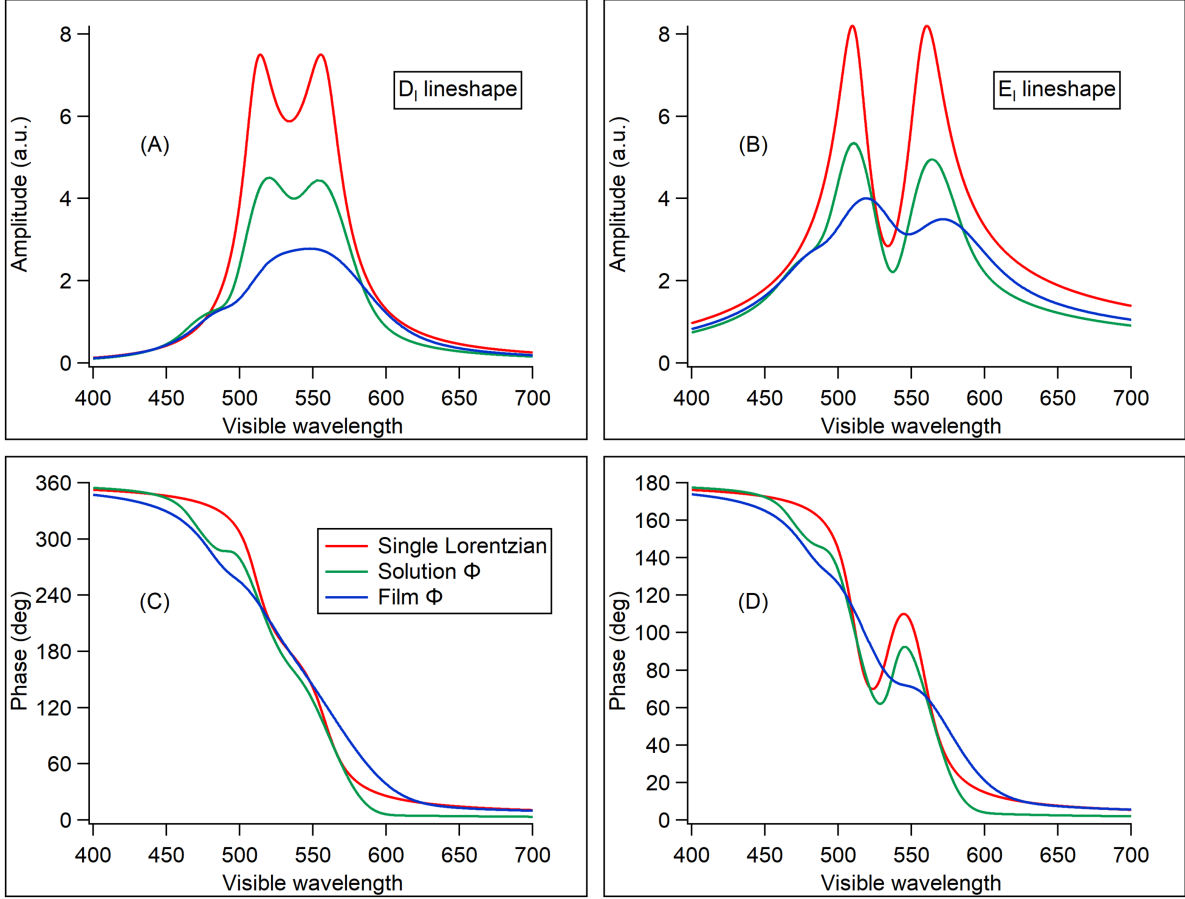 8
6
4
2
0
Amplitude (a.u.)
(A)
D_I lineshape
400 450 500 550 600 650 700
Visible wavelength
8
6
4
2
0
Amplitude (a.u.)
(B)
E_I lineshape
400 450 500 550 600 650 700
Visible wavelength
360
300
240
180
120
60
0
Phase (deg)
(C)
Single Lorentzian
Solution Φ
Film Φ
400 450 500 550 600 650 700
Visible wavelength
180
160
140
120
100
80
60
40
20
0
Phase (deg)
(D)
400 450 500 550 600 650 700
Visible wavelength